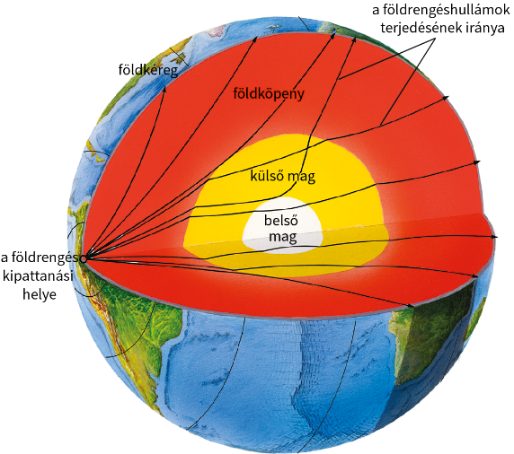 a földrengéshullámok
terjedésének iránya
földkéreg
földköpeny
külső mag
belső
mag
a földrengés
kipattanási
helye